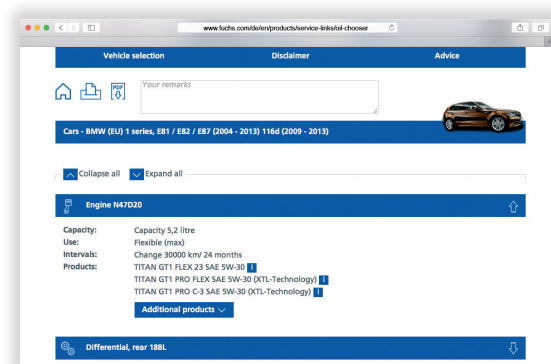 www.fuchs.com/de/en/products/service-links/oil-chooser
Vehicle selection Disclaimer Advice
PDF
Your remarks
Cars - BMW (EU) 1 series, E81 / E82 / E87 (2004 - 2013) 116d (2009 - 2013)
Collapse all Expand all
Engine N47D20
Capacity: Capacity 5,2 litre
Use: Flexible (max)
Intervals: Change 30000 km/ 24 months
Products: TITAN GT1 FLEX 23 SAE 5W-30 i
TITAN GT1 PRO FLEX SAE 5W-30 (XTL-Technology) i
TITAN GT1 PRO C-3 SAE 5W-30 (XTL-Technology) i
Additional products
Differential, rear 188L